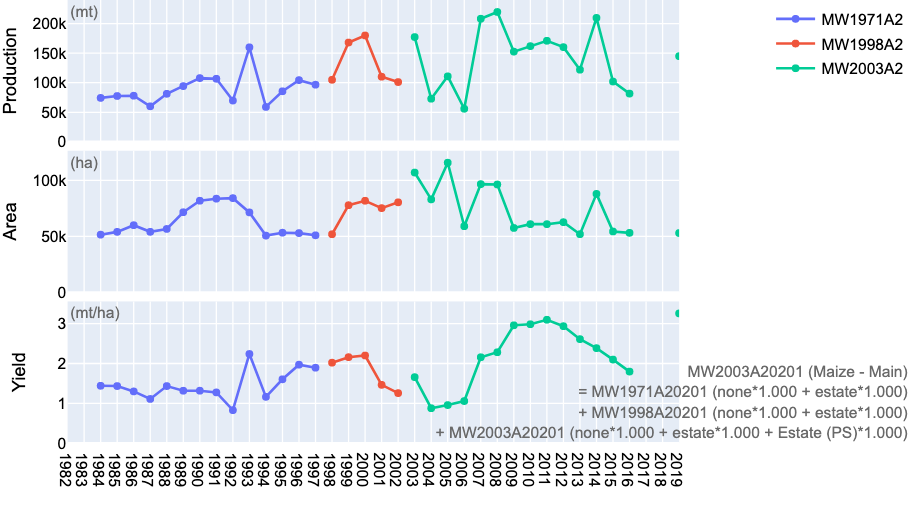 (mt)
Production
200k
150k
100k
50k
0
MW1971A2
MW1998A2
MW2003A2
(ha)
Area
100k
50k
0
(mt/ha)
Yield
3
2
1
0
MW2003A20201 (Maize - Main)
= MW1971A20201 (none*1.000 + estate*1.000)
+ MW1998A20201 (none*1.000 + estate*1.000)
+ MW2003A20201 (none*1.000 + estate*1.000 + Estate (PS)*1.000)
1982
1983
1984
1985
1986
1987
1988
1989
1990
1991
1992
1993
1994
1995
1996
1997
1998
1999
2000
2001
2002
2003
2004
2005
2006
2007
2008
2009
2010
2011
2012
2013
2014
2015
2016
2017
2018
2019